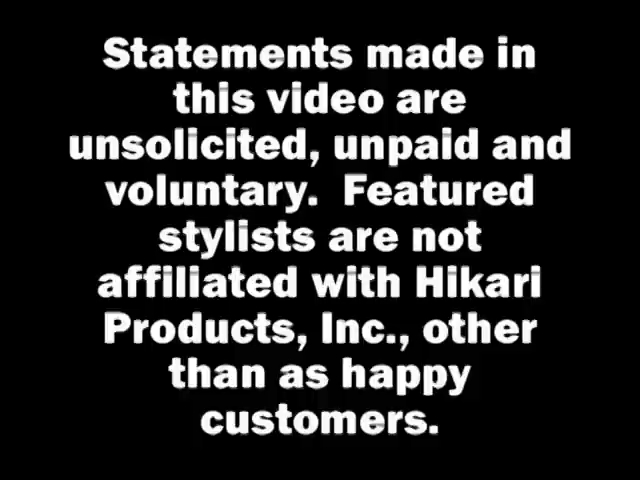 Statements made in
this video are
unsolicited, unpaid and
voluntary.  Featured
stylists are not
affiliated with Hikari
Products, Inc., other
than as happy
customers.